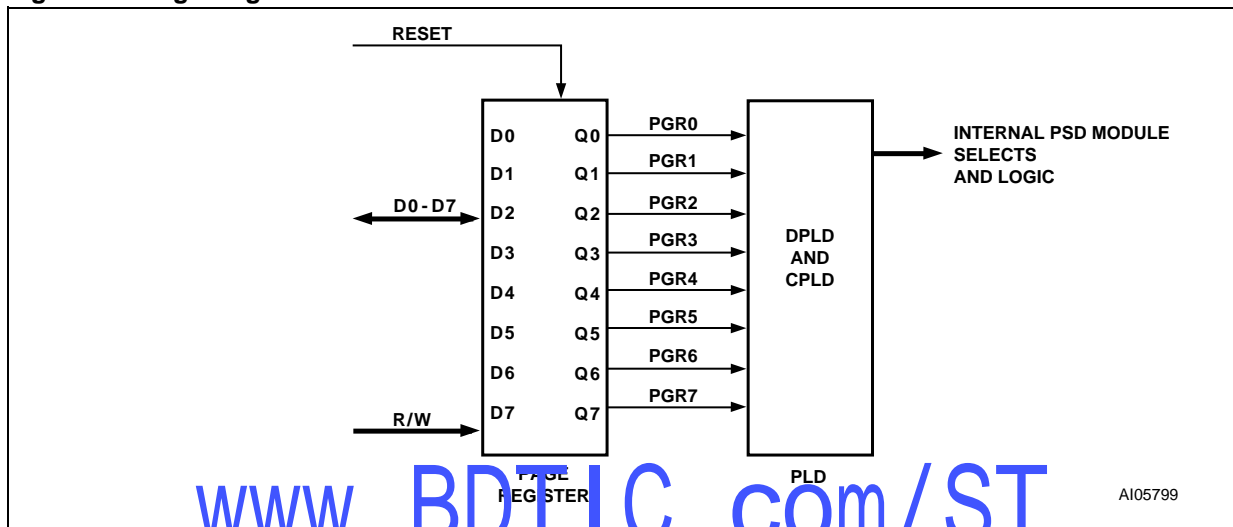 RESET
D0 Q0 PGR0
D1 Q1 PGR1
D0-D7 D2 Q2 PGR2
D3 Q3 PGR3
D4 Q4 PGR4
D5 Q5 PGR5
D6 Q6 PGR6
D7 Q7 PGR7
R/W
PAGE
REGISTER
DPLD
AND
CPLD
PLD
INTERNAL PSD MODULE
SELECTS
AND LOGIC
AI05799
www BDTIC com/ST